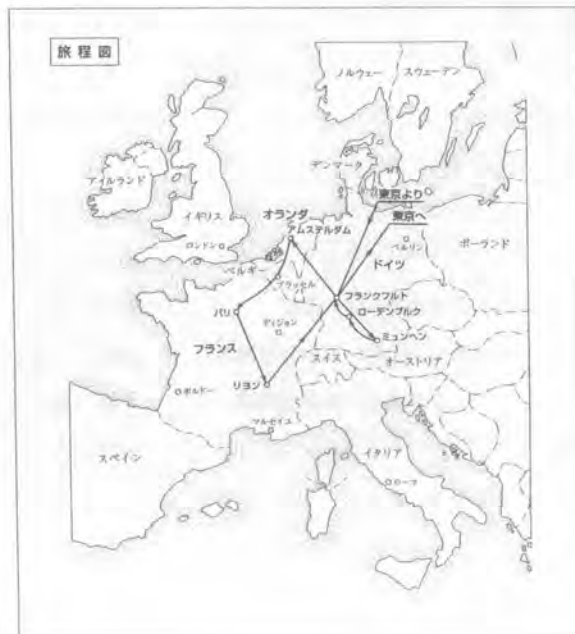 旅程図
ノルウェー
スウェーデン
デンマーク
アイルランド
イギリス
ロンドン
オランダ
アムステルダム
東京より
東京へ
ベルリン
ポーランド
ベルギー
ブラッセル
ドイツ
フランクフルト
ローデンブルク
ミュンヘン
パリ
ディジョン
フランス
スイス
オーストリア
リヨン
ボルドー
マルセイユ
スペイン
イタリア
ローマ